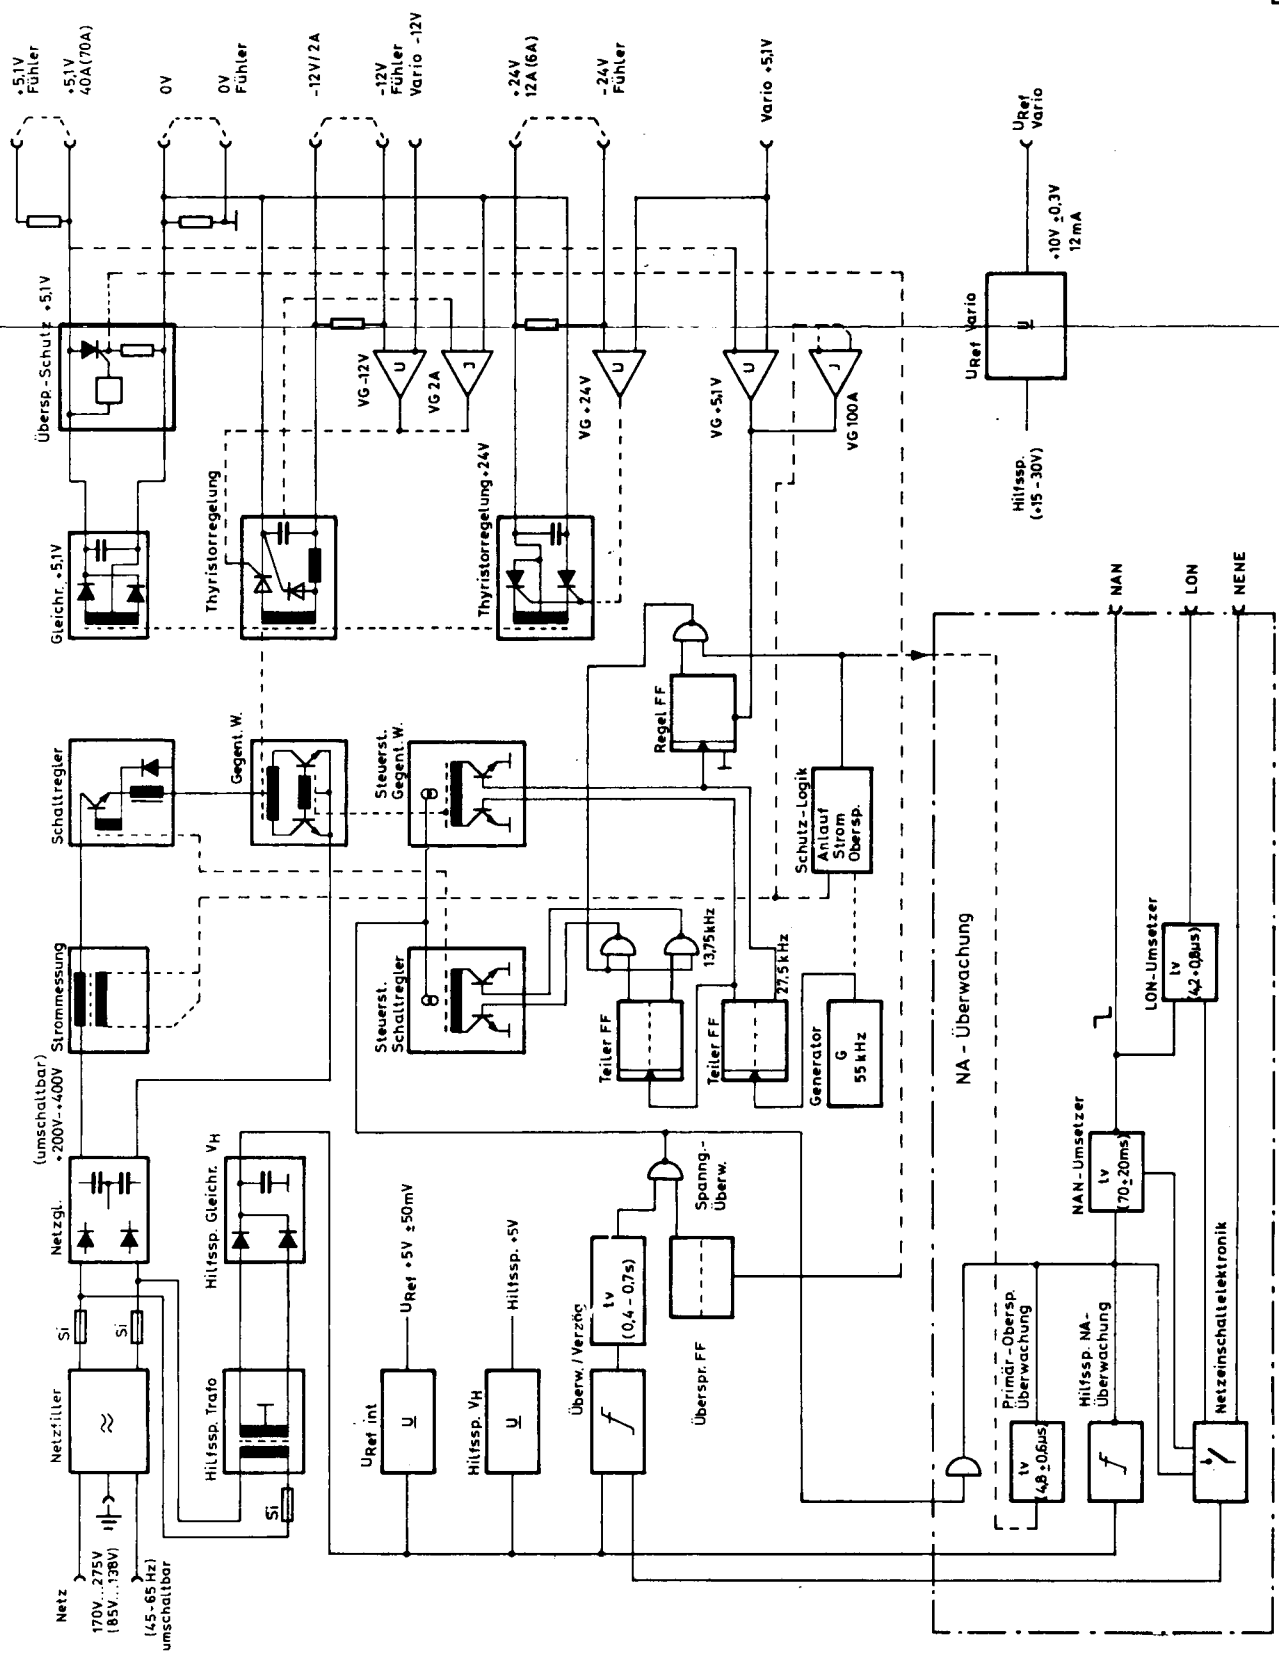 Netz
170V...275V
(85V...138V)
(45-65 Hz)
umschaltbar
Netzfilter
≈
Si
Si
Netzgl.
(umschaltbar)
+200V-+400V
Strommessung
Schaltregler
Gleichr. +5,1V
Übersp.-Schutz +5,1V
+5,1V
Fühler
+5,1V
40A(70A)
0V
0V
Fühler
Hilfssp. Trafo
Si
Hilfssp. Gleichr. VH
Gegent. W.
Thyristorregelung
-12V/2A
-12V
Fühler
Vario -12V
VG -12V
U
VG 2A
J
URef int
U
URef +5V ±50mV
Steuerst.
Schaltregler
Steuerst.
Gegent. W.
Thyristorregelung +24V
+24V
12A (6A)
-24V
Fühler
VG +24V
U
Hilfssp. VH
U
Hilfssp. +5V
Überw./Verzög.
tv
(0,4-0,7s)
Überspr. FF
Spanng.-
Überw.
Teiler FF
13,75kHz
Teiler FF
27,5 kHz
Generator
G
55 kHz
Regel FF
Schutz-Logik
Anlauf
Strom
Obersp.
VG +5,1V
U
VG 100A
J
Vario +5,1V
Hilfssp.
(+15-30V)
URef Vario
U
+10V ±0,3V
12mA
URef
Vario
NA-Überwachung
Primär-Obersp.
Überwachung
tv
(4,8±0,6µs)
Hilfssp. NA-
Überwachung
Netzeinschaltelektronik
NAN-Umsetzer
tv
(70±20ms)
LON-Umsetzer
tv
(4,2+0,8µs)
NAN
LON
NENE